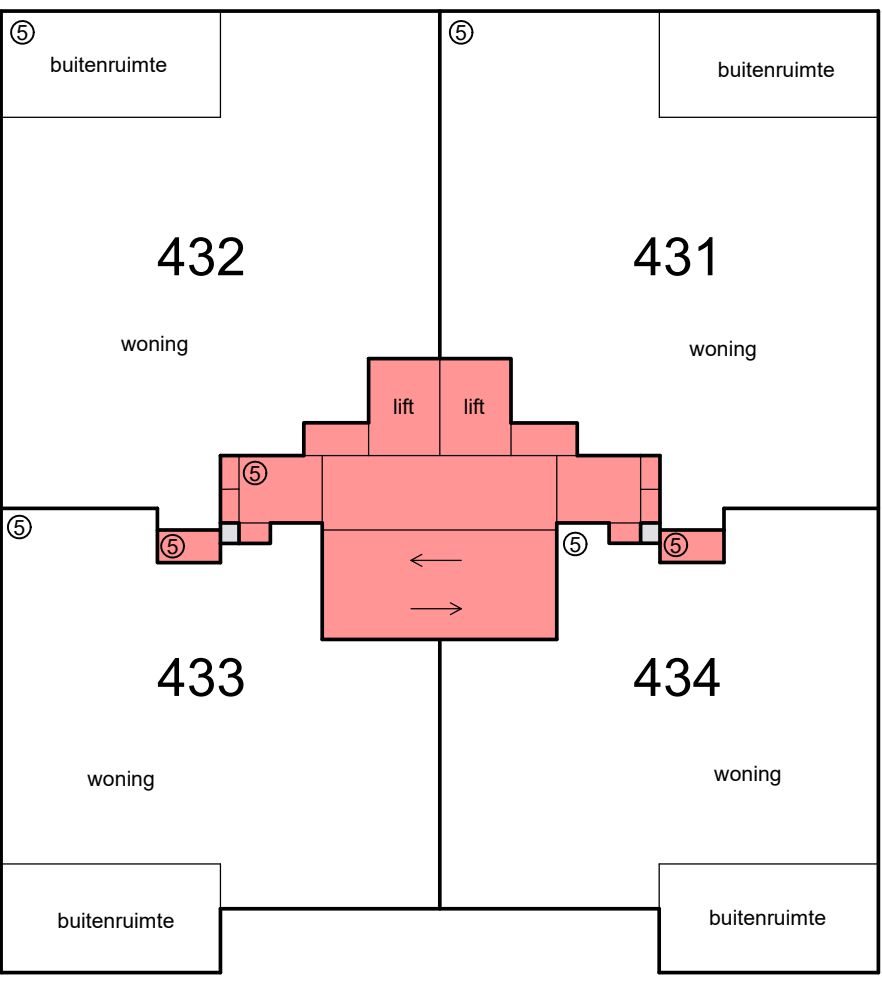 ⑤
⑤
buitenruimte
buitenruimte
432
431
woning
woning
lift
lift
⑤
⑤
⑤
⑤
⑤
433
434
woning
woning
buitenruimte
buitenruimte